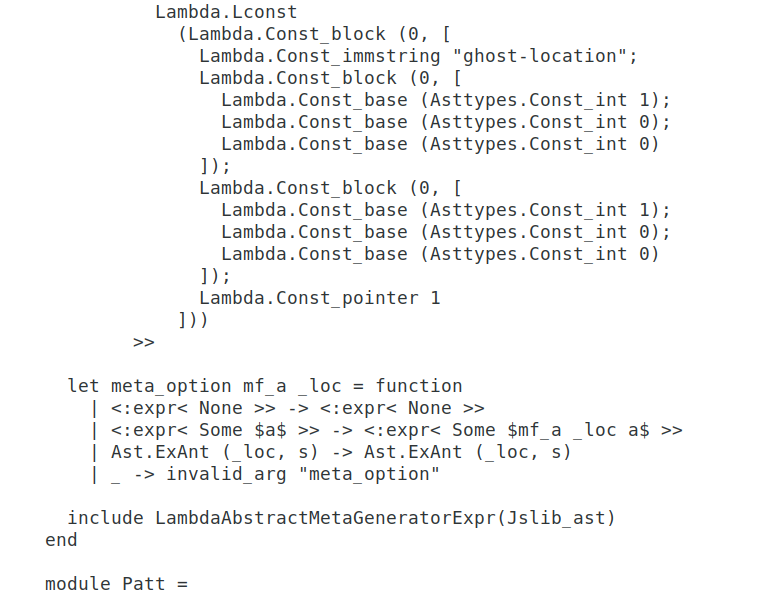 Lambda.Lconst
(Lambda.Const_block (0, [
Lambda.Const_immstring "ghost-location";
Lambda.Const_block (0, [
Lambda.Const_base (Asttypes.Const_int 1);
Lambda.Const_base (Asttypes.Const_int 0);
Lambda.Const_base (Asttypes.Const_int 0)
]);
Lambda.Const_block (0, [
Lambda.Const_base (Asttypes.Const_int 1);
Lambda.Const_base (Asttypes.Const_int 0);
Lambda.Const_base (Asttypes.Const_int 0)
]);
Lambda.Const_pointer 1
]))
>>
let meta_option mf_a _loc = function
| <:expr< None >> -> <:expr< None >>
| <:expr< Some $a$ >> -> <:expr< Some $mf_a _loc a$ >>
| Ast.ExAnt (_loc, s) -> Ast.ExAnt (_loc, s)
| _ -> invalid_arg "meta_option"
include LambdaAbstractMetaGeneratorExpr(Jslib_ast)
end
module Patt =